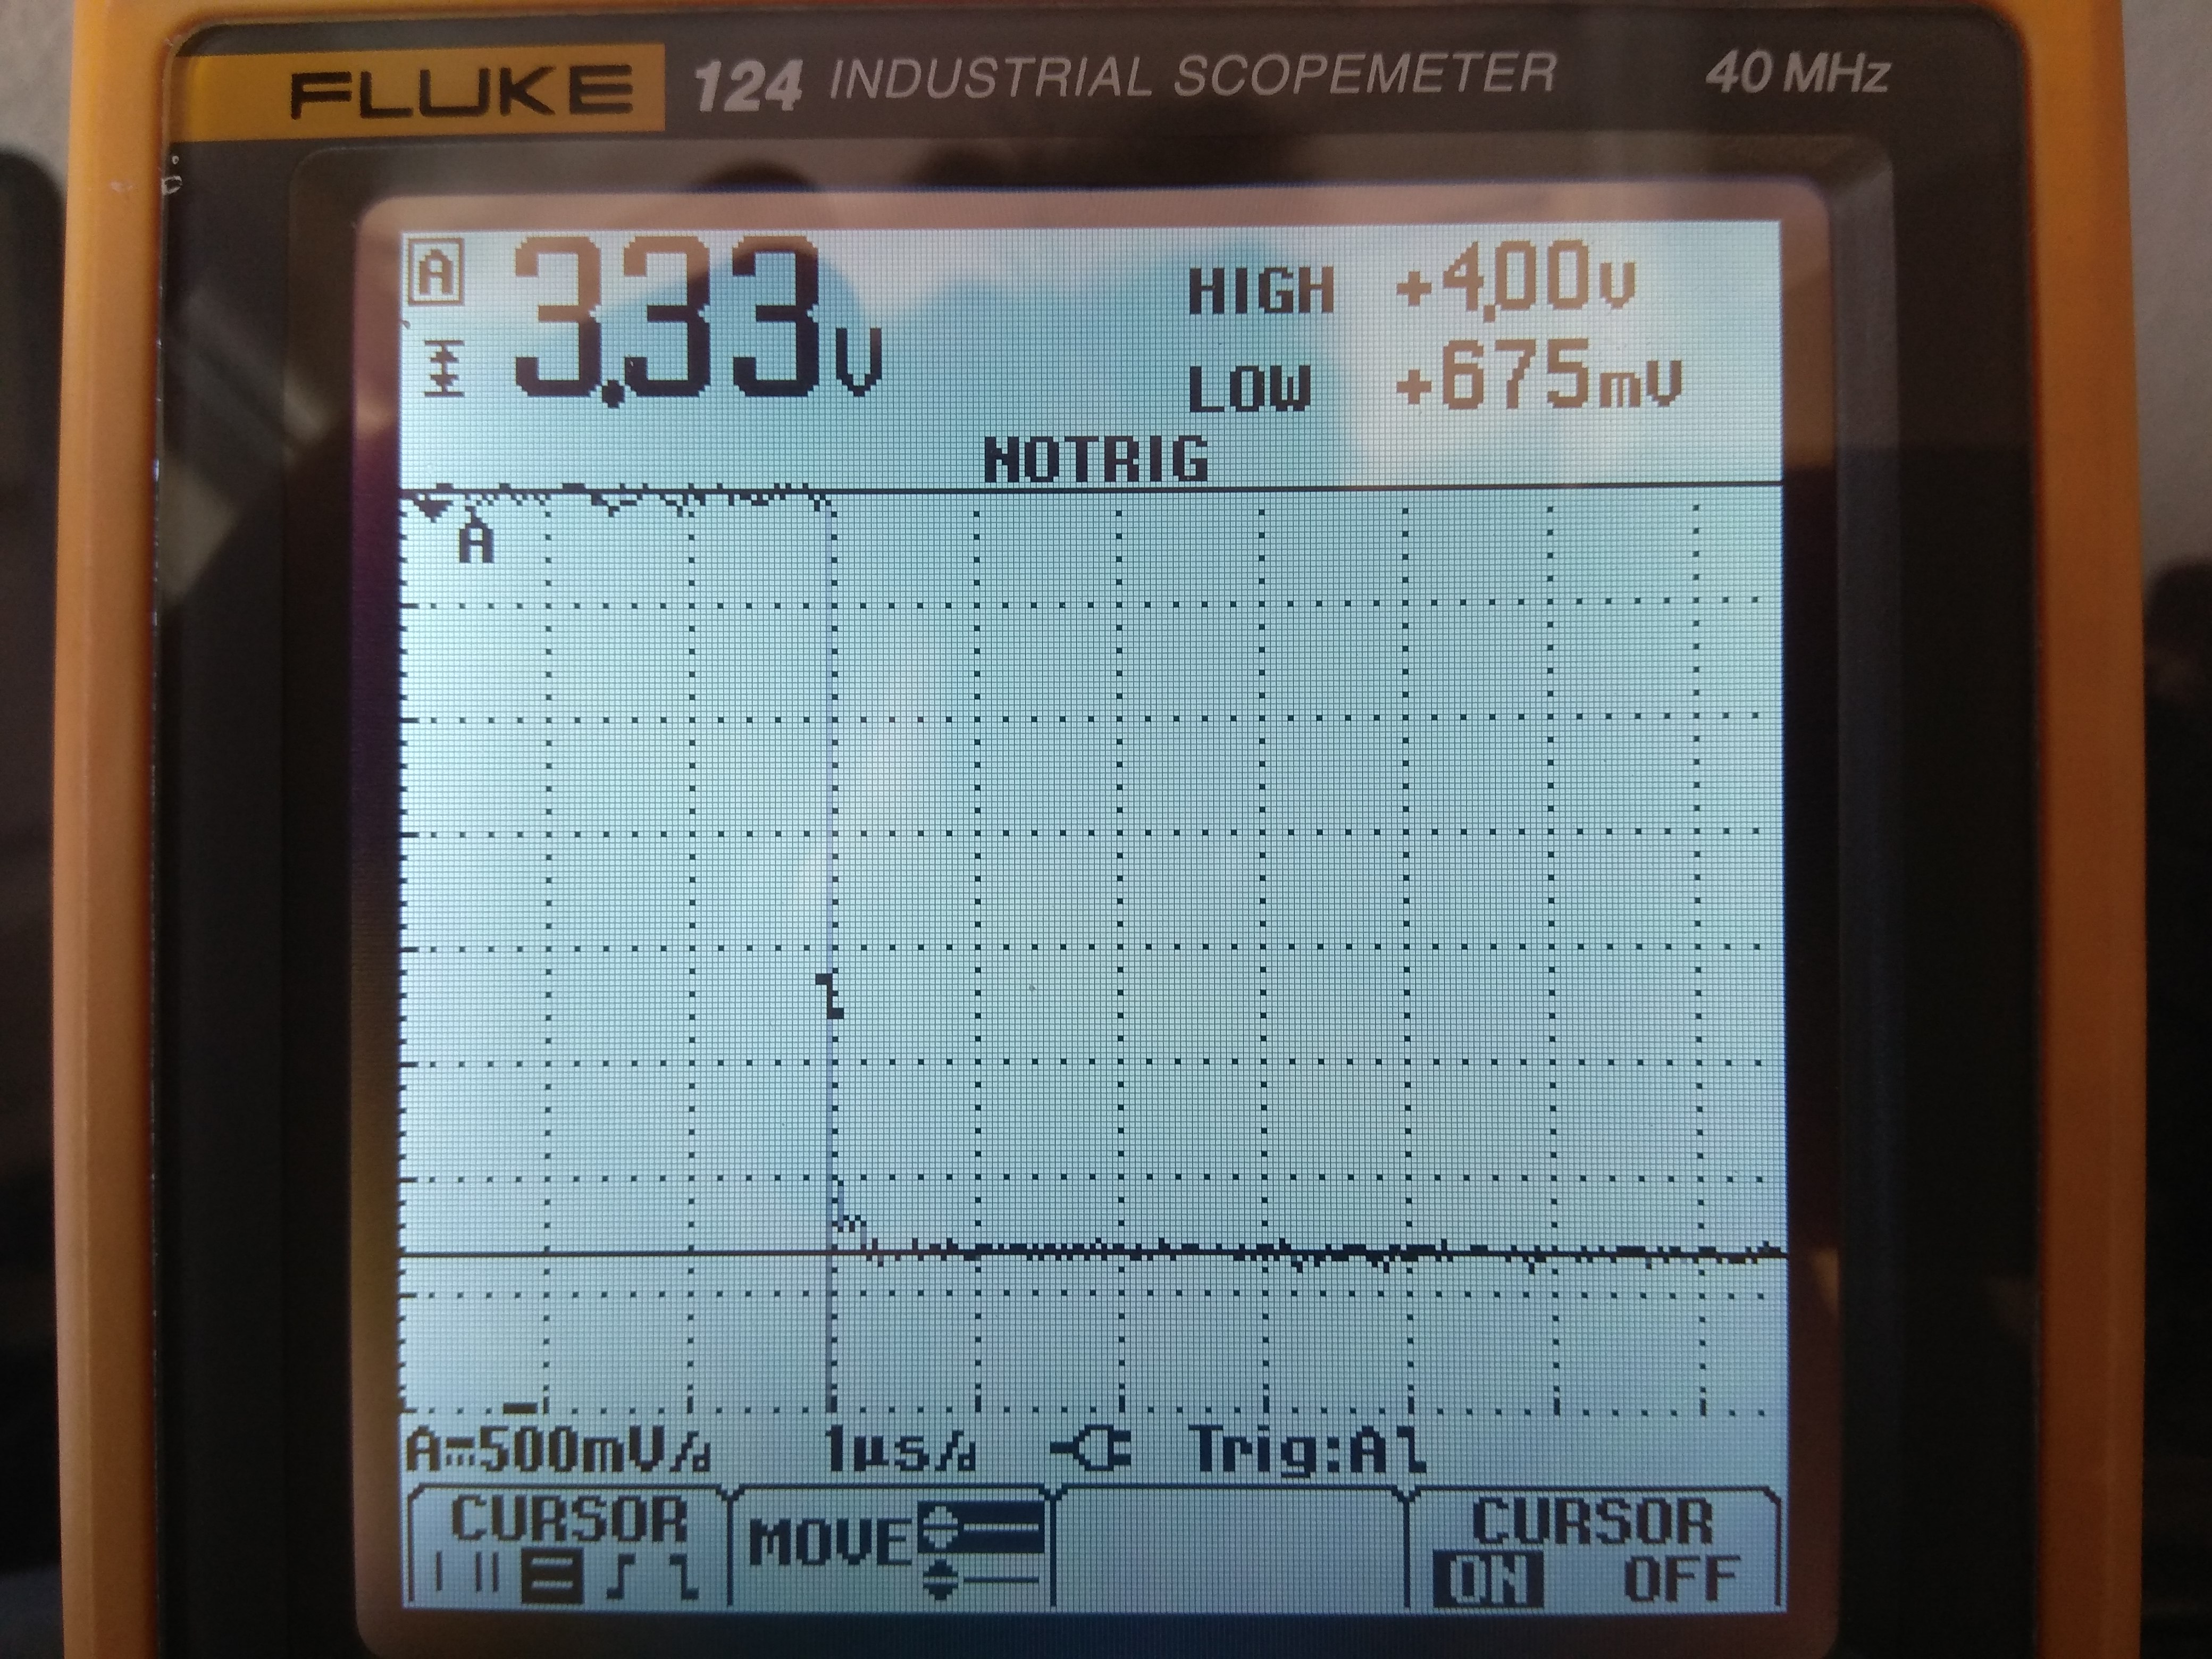 FLUKE 124 INDUSTRIAL SCOPEMETER 40 MHz
A 3.33V HIGH +4.00V
LOW +675mV
NOTRIG
A
A 500mV/d 1µs/d Trig:A
CURSOR MOVE CURSOR
ON OFF